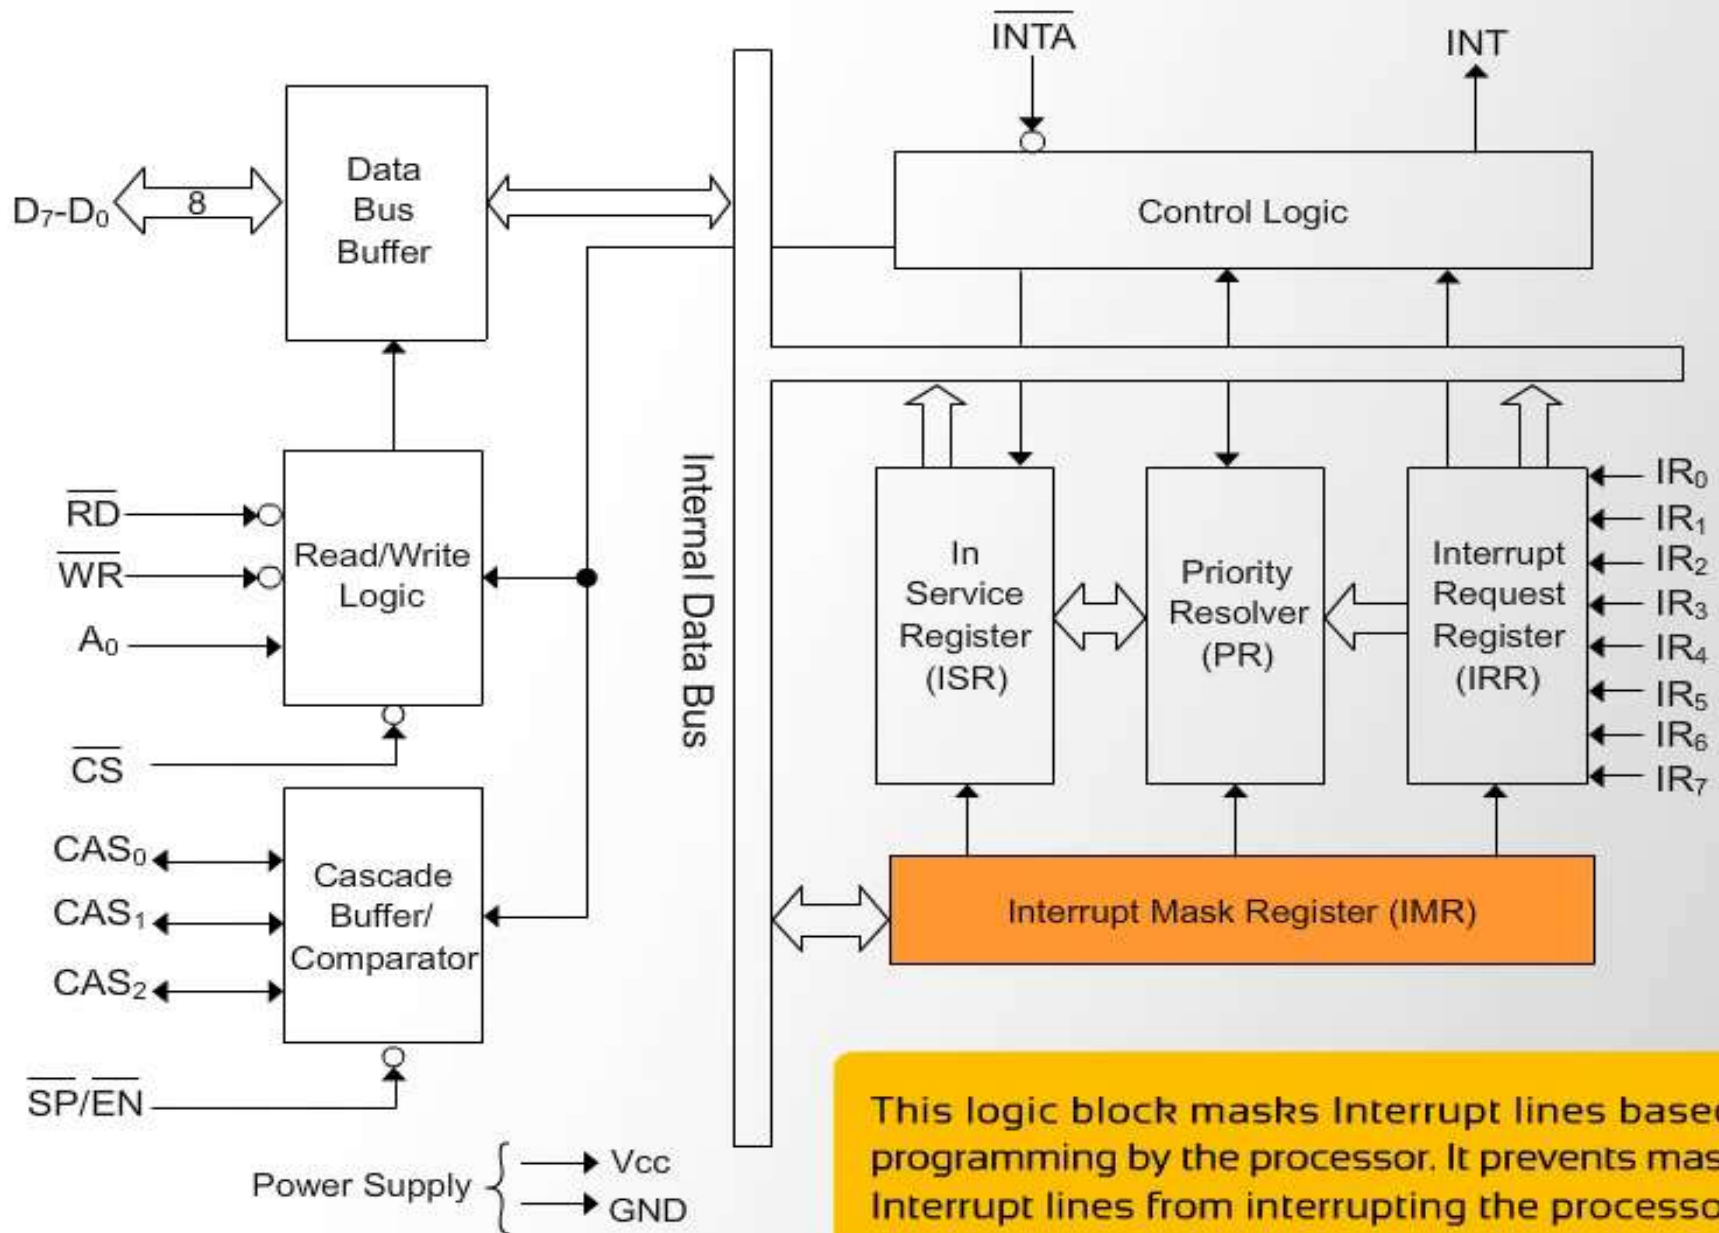 INTA
INT
D7-D0
8
Data
Bus
Buffer
Control Logic
Internal Data Bus
RD
WR
A0
CS
Read/Write
Logic
In
Service
Register
(ISR)
Priority
Resolver
(PR)
Interrupt
Request
Register
(IRR)
IR0
IR1
IR2
IR3
IR4
IR5
IR6
IR7
CAS0
CAS1
CAS2
Cascade
Buffer/
Comparator
SP/EN
Interrupt Mask Register (IMR)
Power Supply
Vcc
GND
This logic block masks Interrupt lines
programming by the processor. It prevents
Interrupt lines from interrupting the